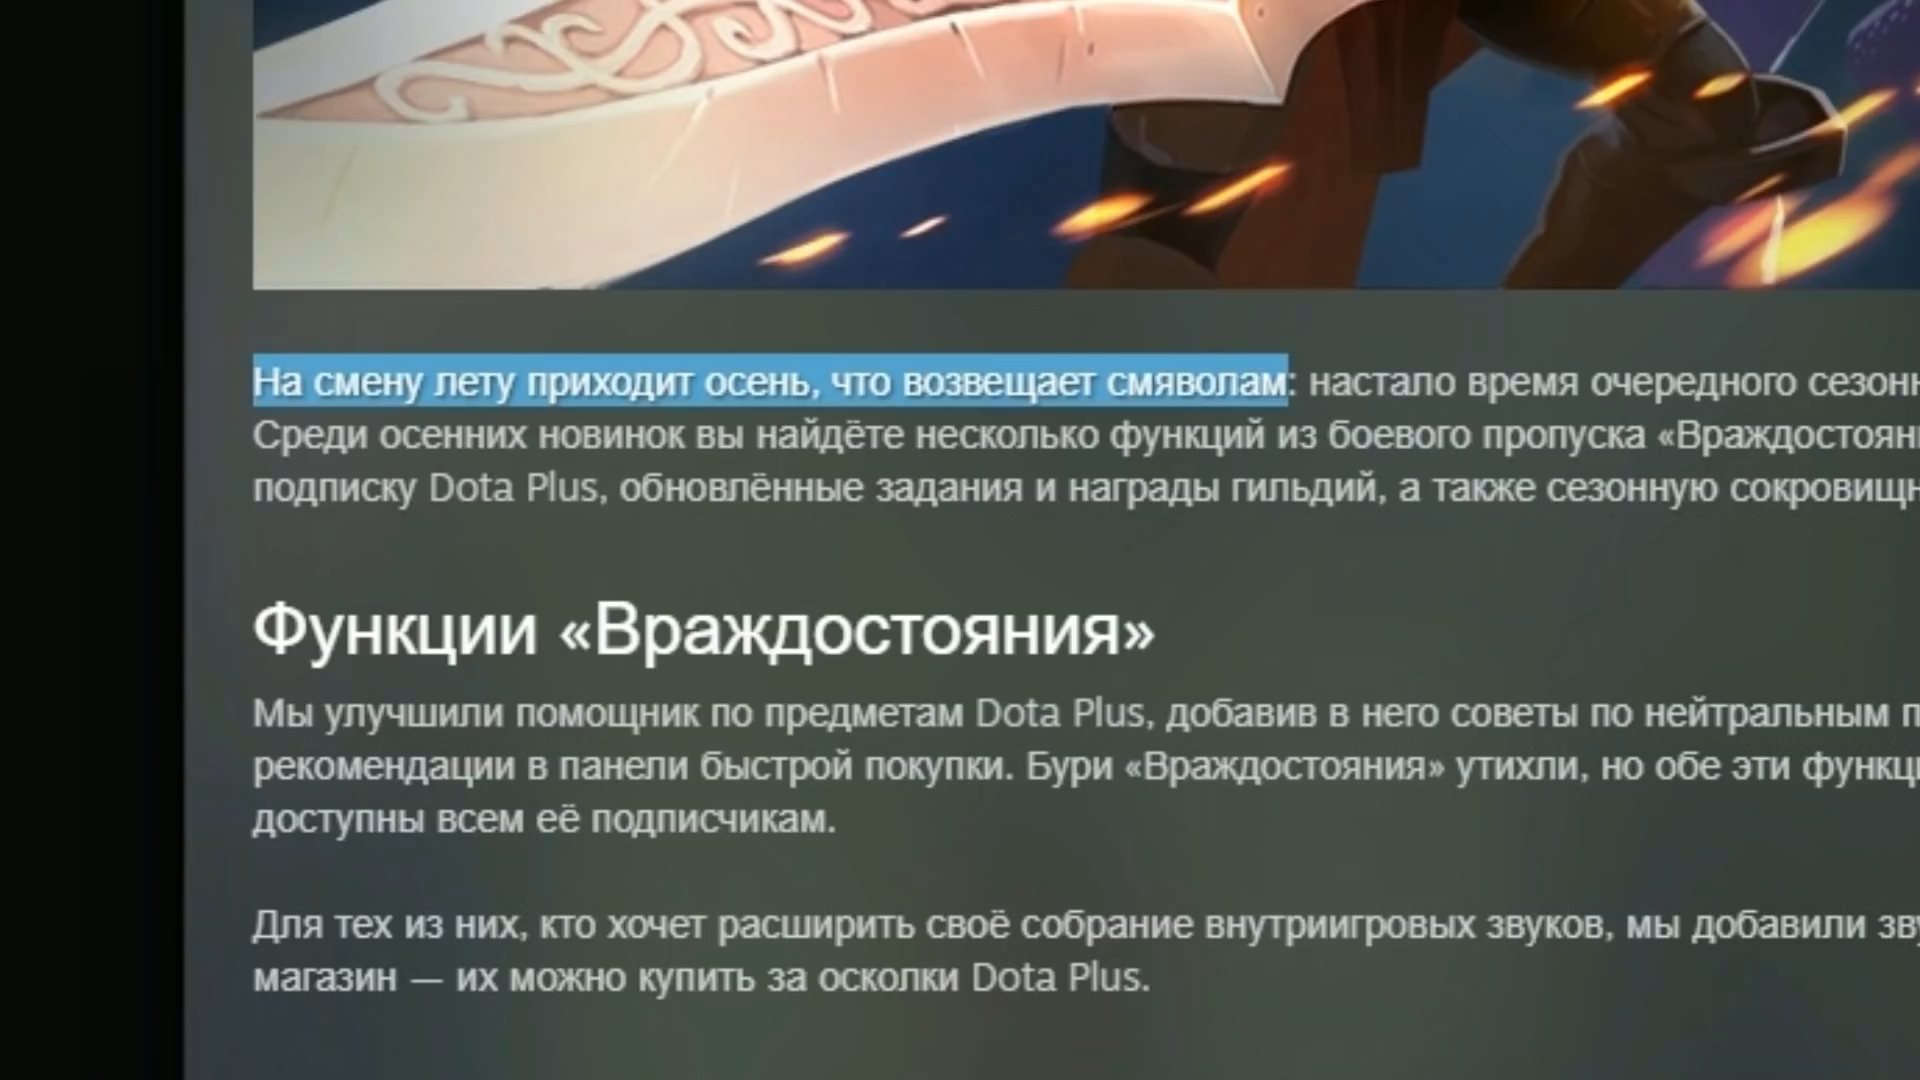 На смену лету приходит осень, что возвещает смяволам: настало время очередного
Среди осенних новинок вы найдёте несколько функций из боевого пропуска
подписку Dota Plus, обновлённые задания и награды гильдий, а также сезонную
Функции «Враждостояния»
Мы улучшили помощник по предметам Dota Plus, добавив в него советы по нейтральным
рекомендации в панели быстрой покупки. Бури «Враждостояния» утихли, но обе эти
доступны всем её подписчикам.
Для тех из них, кто хочет расширить своё собрание внутриигровых звуков, мы добавили
магазин — их можно купить за осколки Dota Plus.